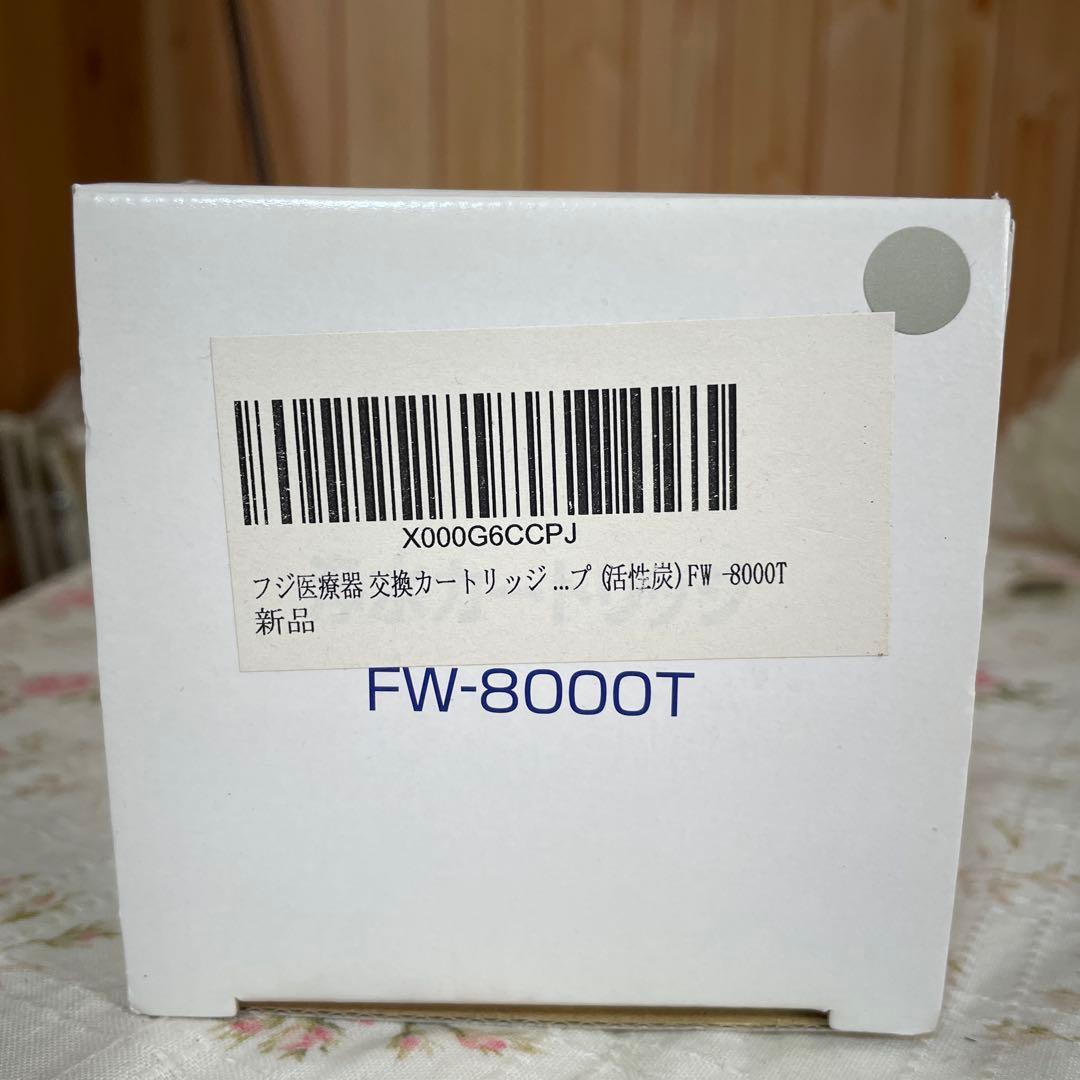 X000G6CCPJ
フジ医療器 交換カートリッジ ...プ (活性炭) FW -8000T
新品
FW-8000T